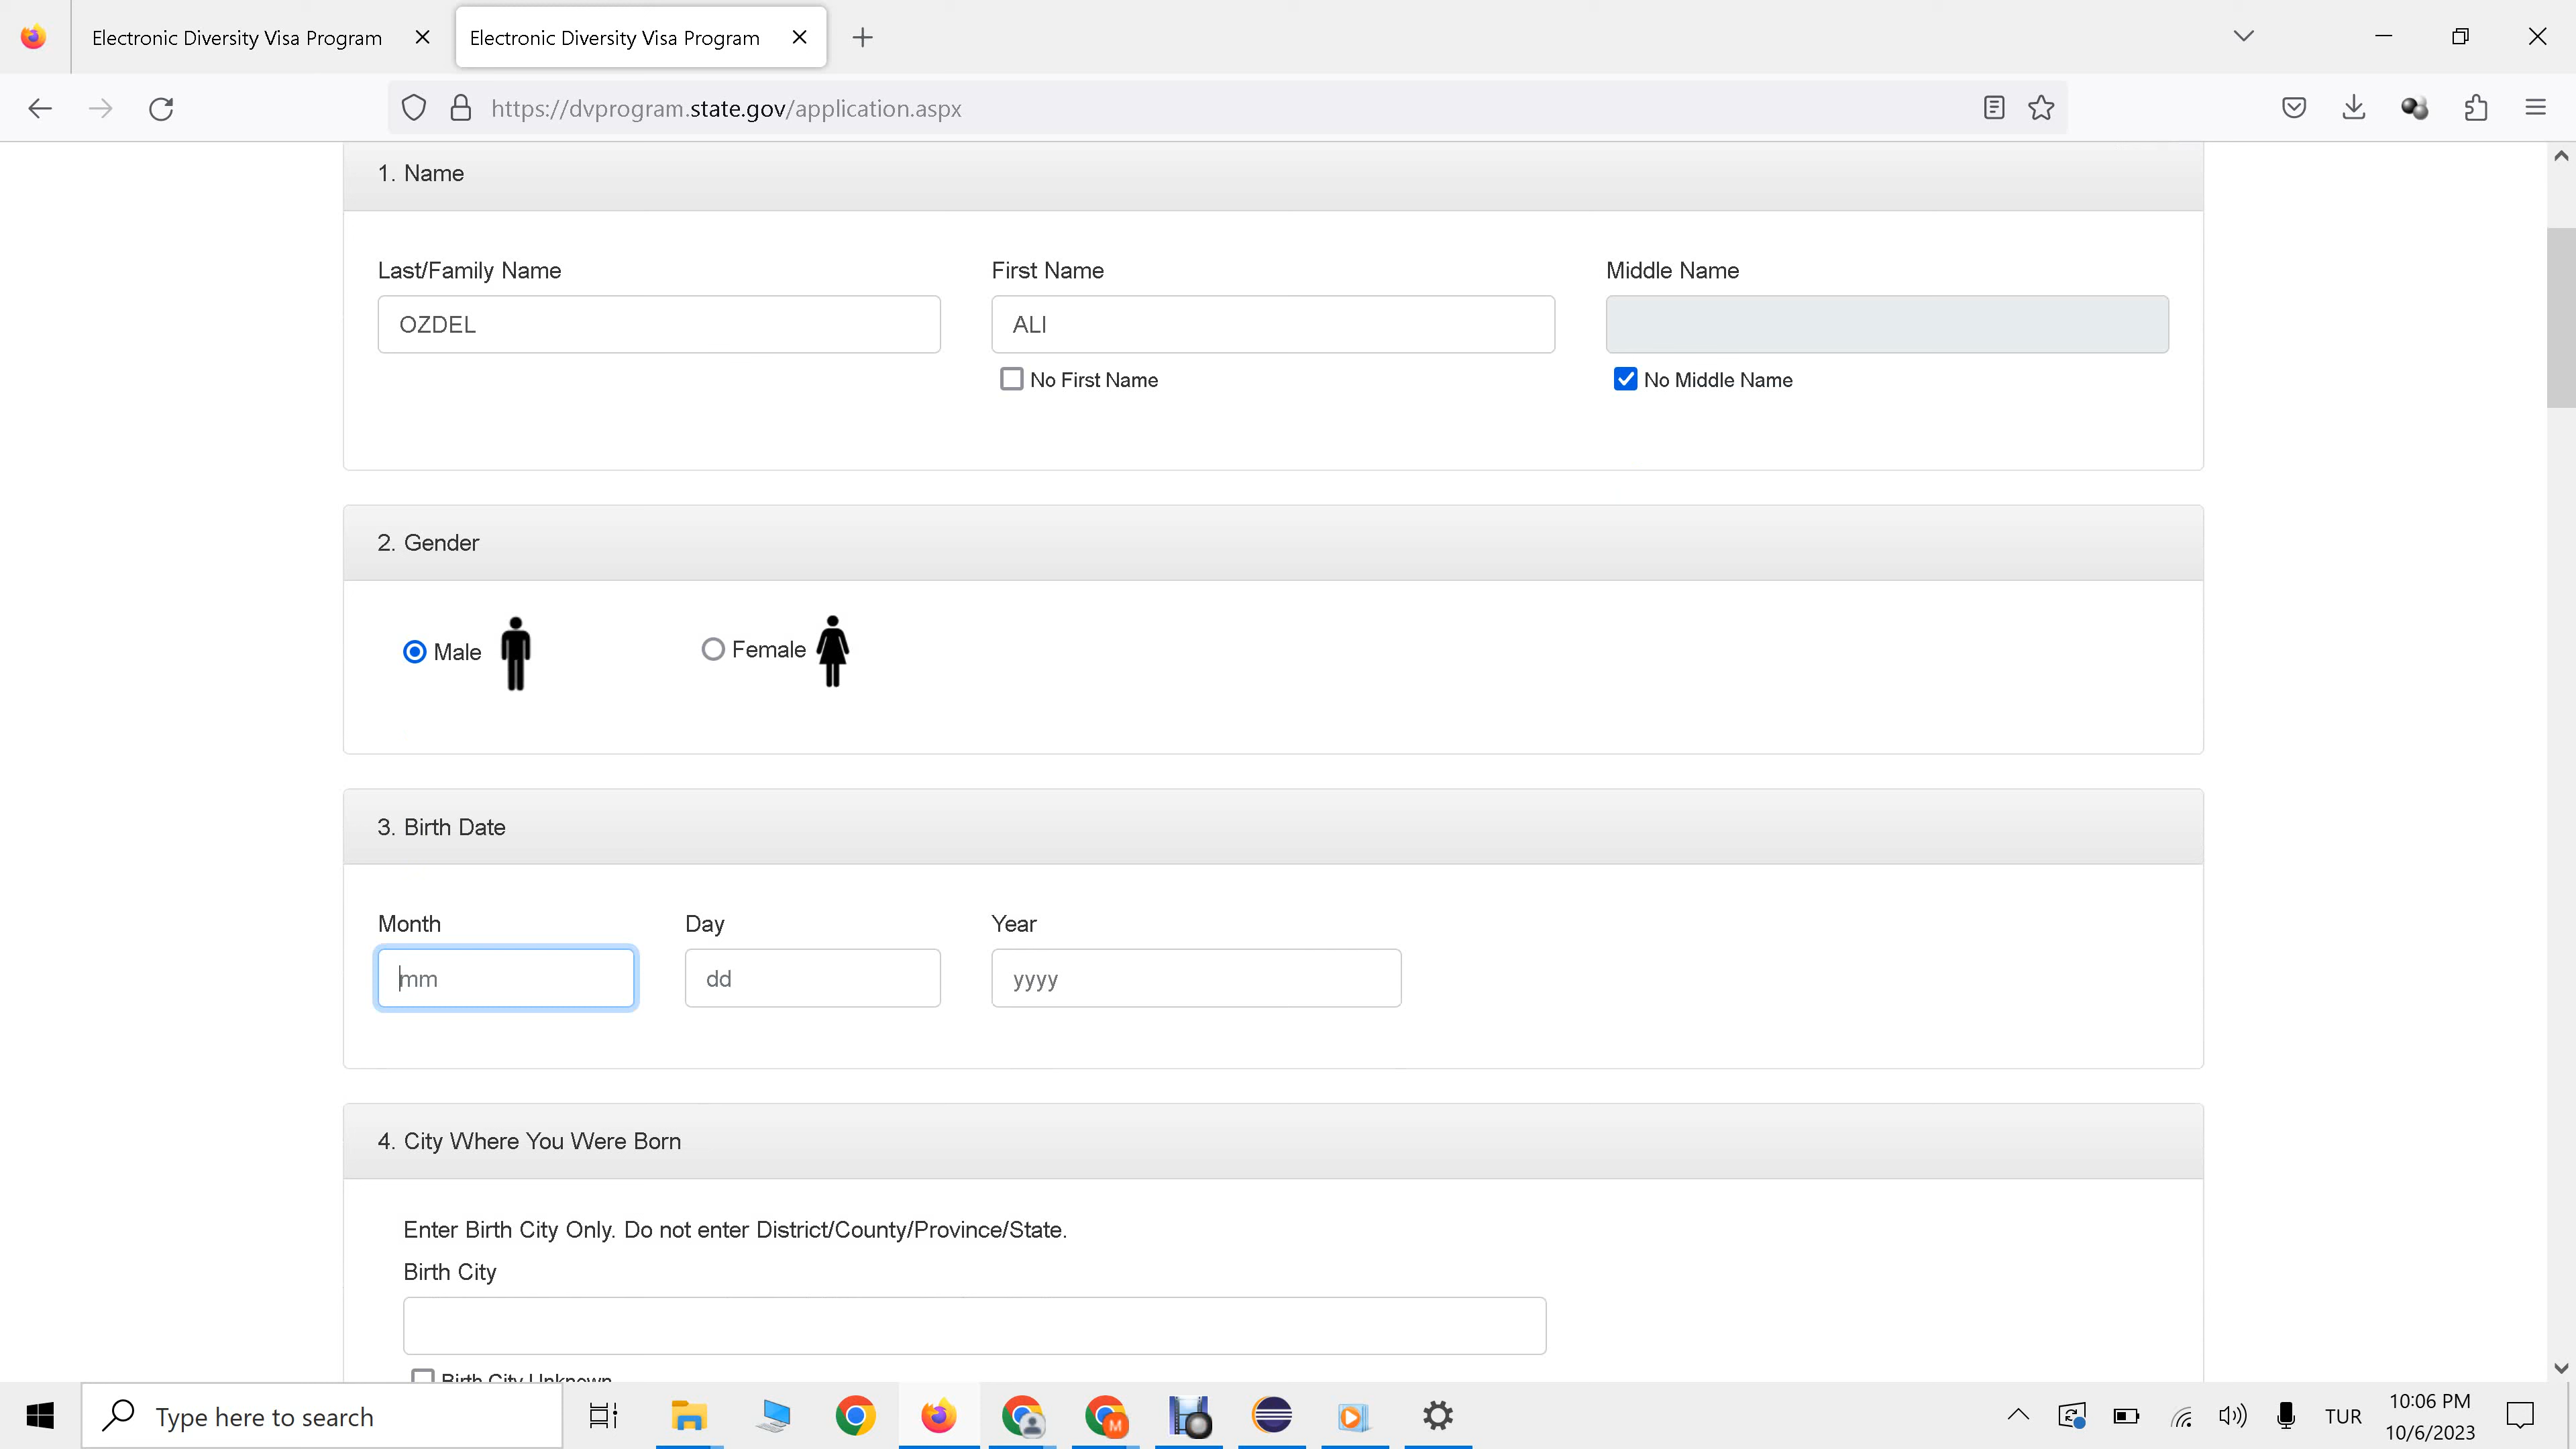 Electronic Diversity Visa Program
Electronic Diversity Visa Program
https://dvprogram.state.gov/application.aspx
1. Name
Last/Family Name
First Name
Middle Name
OZDEL
ALI
No First Name
No Middle Name
2. Gender
Male
Female
3. Birth Date
Month
Day
Year
mm
dd
yyyy
4. City Where You Were Born
Enter Birth City Only. Do not enter District/County/Province/State.
Birth City
Birth City Unknown
Type here to search
M
TUR
10:06 PM
10/6/2023